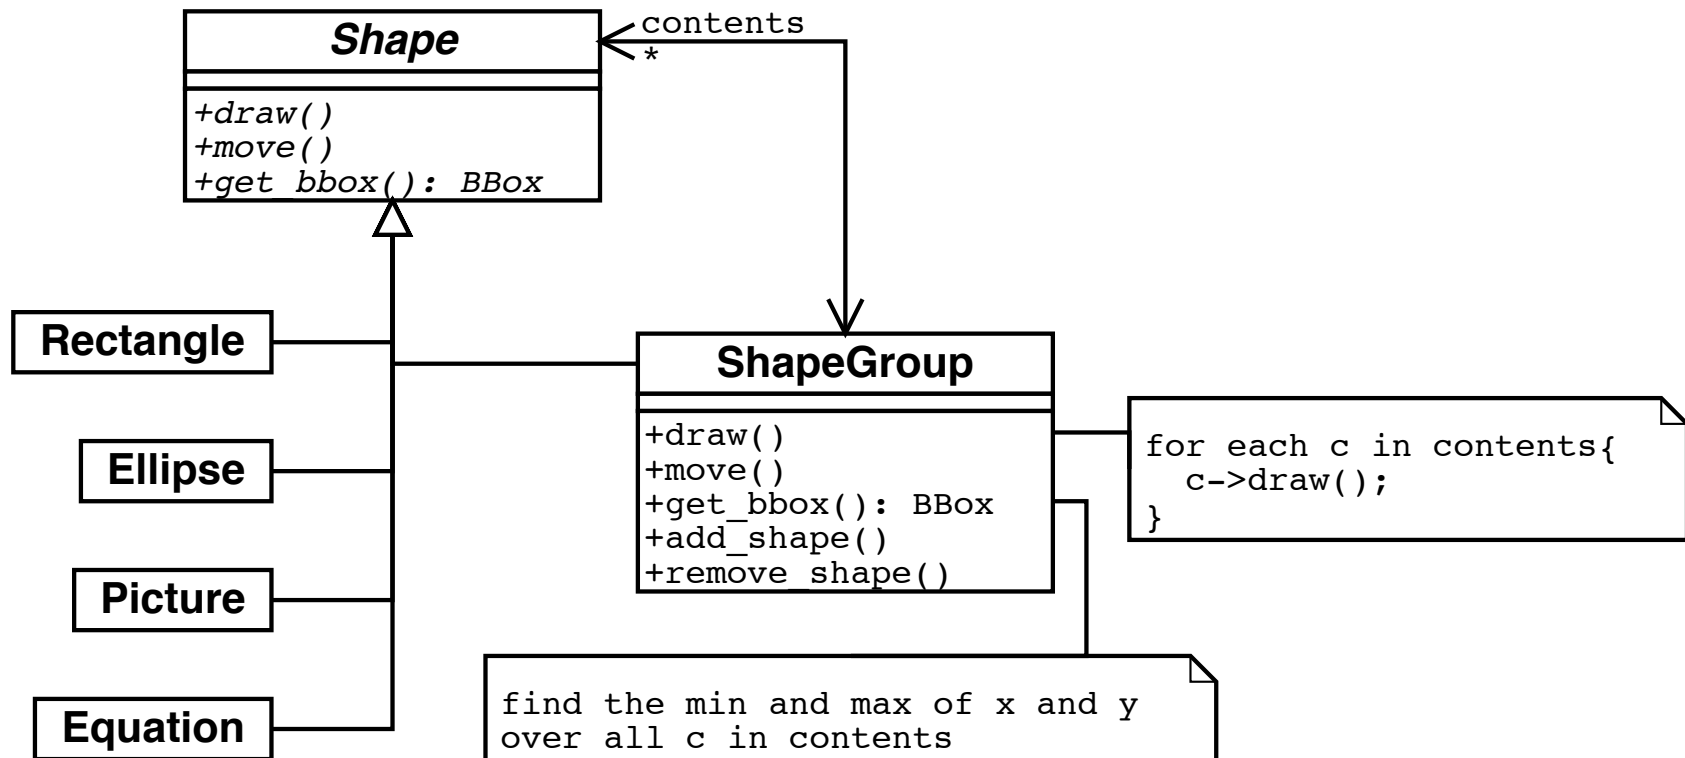 Shape
+draw()
+move()
+get_bbox(): BBox
contents
*
Rectangle
Ellipse
Picture
Equation
ShapeGroup
+draw()
+move()
+get_bbox(): BBox
+add_shape()
+remove_shape()
for each c in contents{
c->draw();
}
find the min and max of x and y
over all c in contents